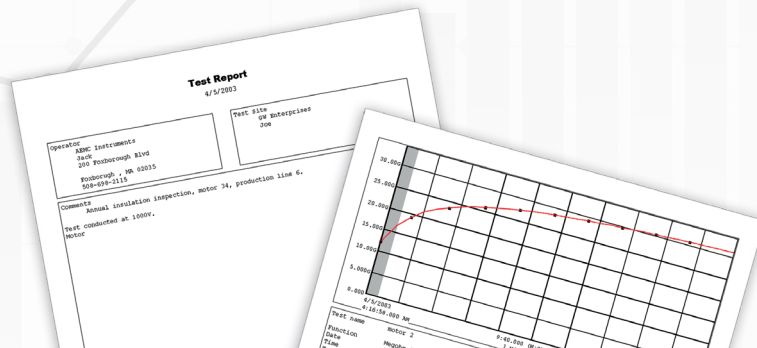 Test Report
4/5/2003
Operator
AEMC Instruments
Jack
200 Foxborough Blvd
Foxborough , MA 02035
508-698-2115
Test Site
GW Enterprises
Joe
Comments
Annual insulation inspection, motor 34, production line 6.
Test conducted at 1000V.
Motor
30.00G
25.00G
20.00G
15.00G
10.00G
5.000G
0.000
4/5/2003
4:16:58.000 AM
9:40.000
Test name motor 2
Function
Date
Time